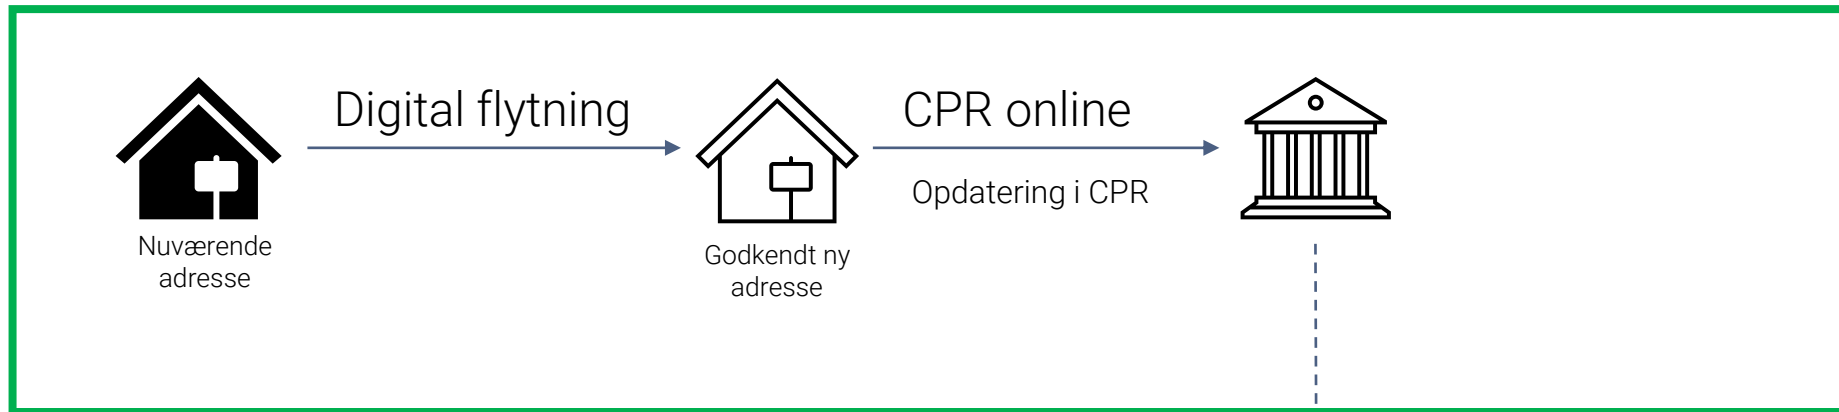 Digital flytning
CPR online
Opdatering i CPR
Nuværende
adresse
Godkendt ny
adresse